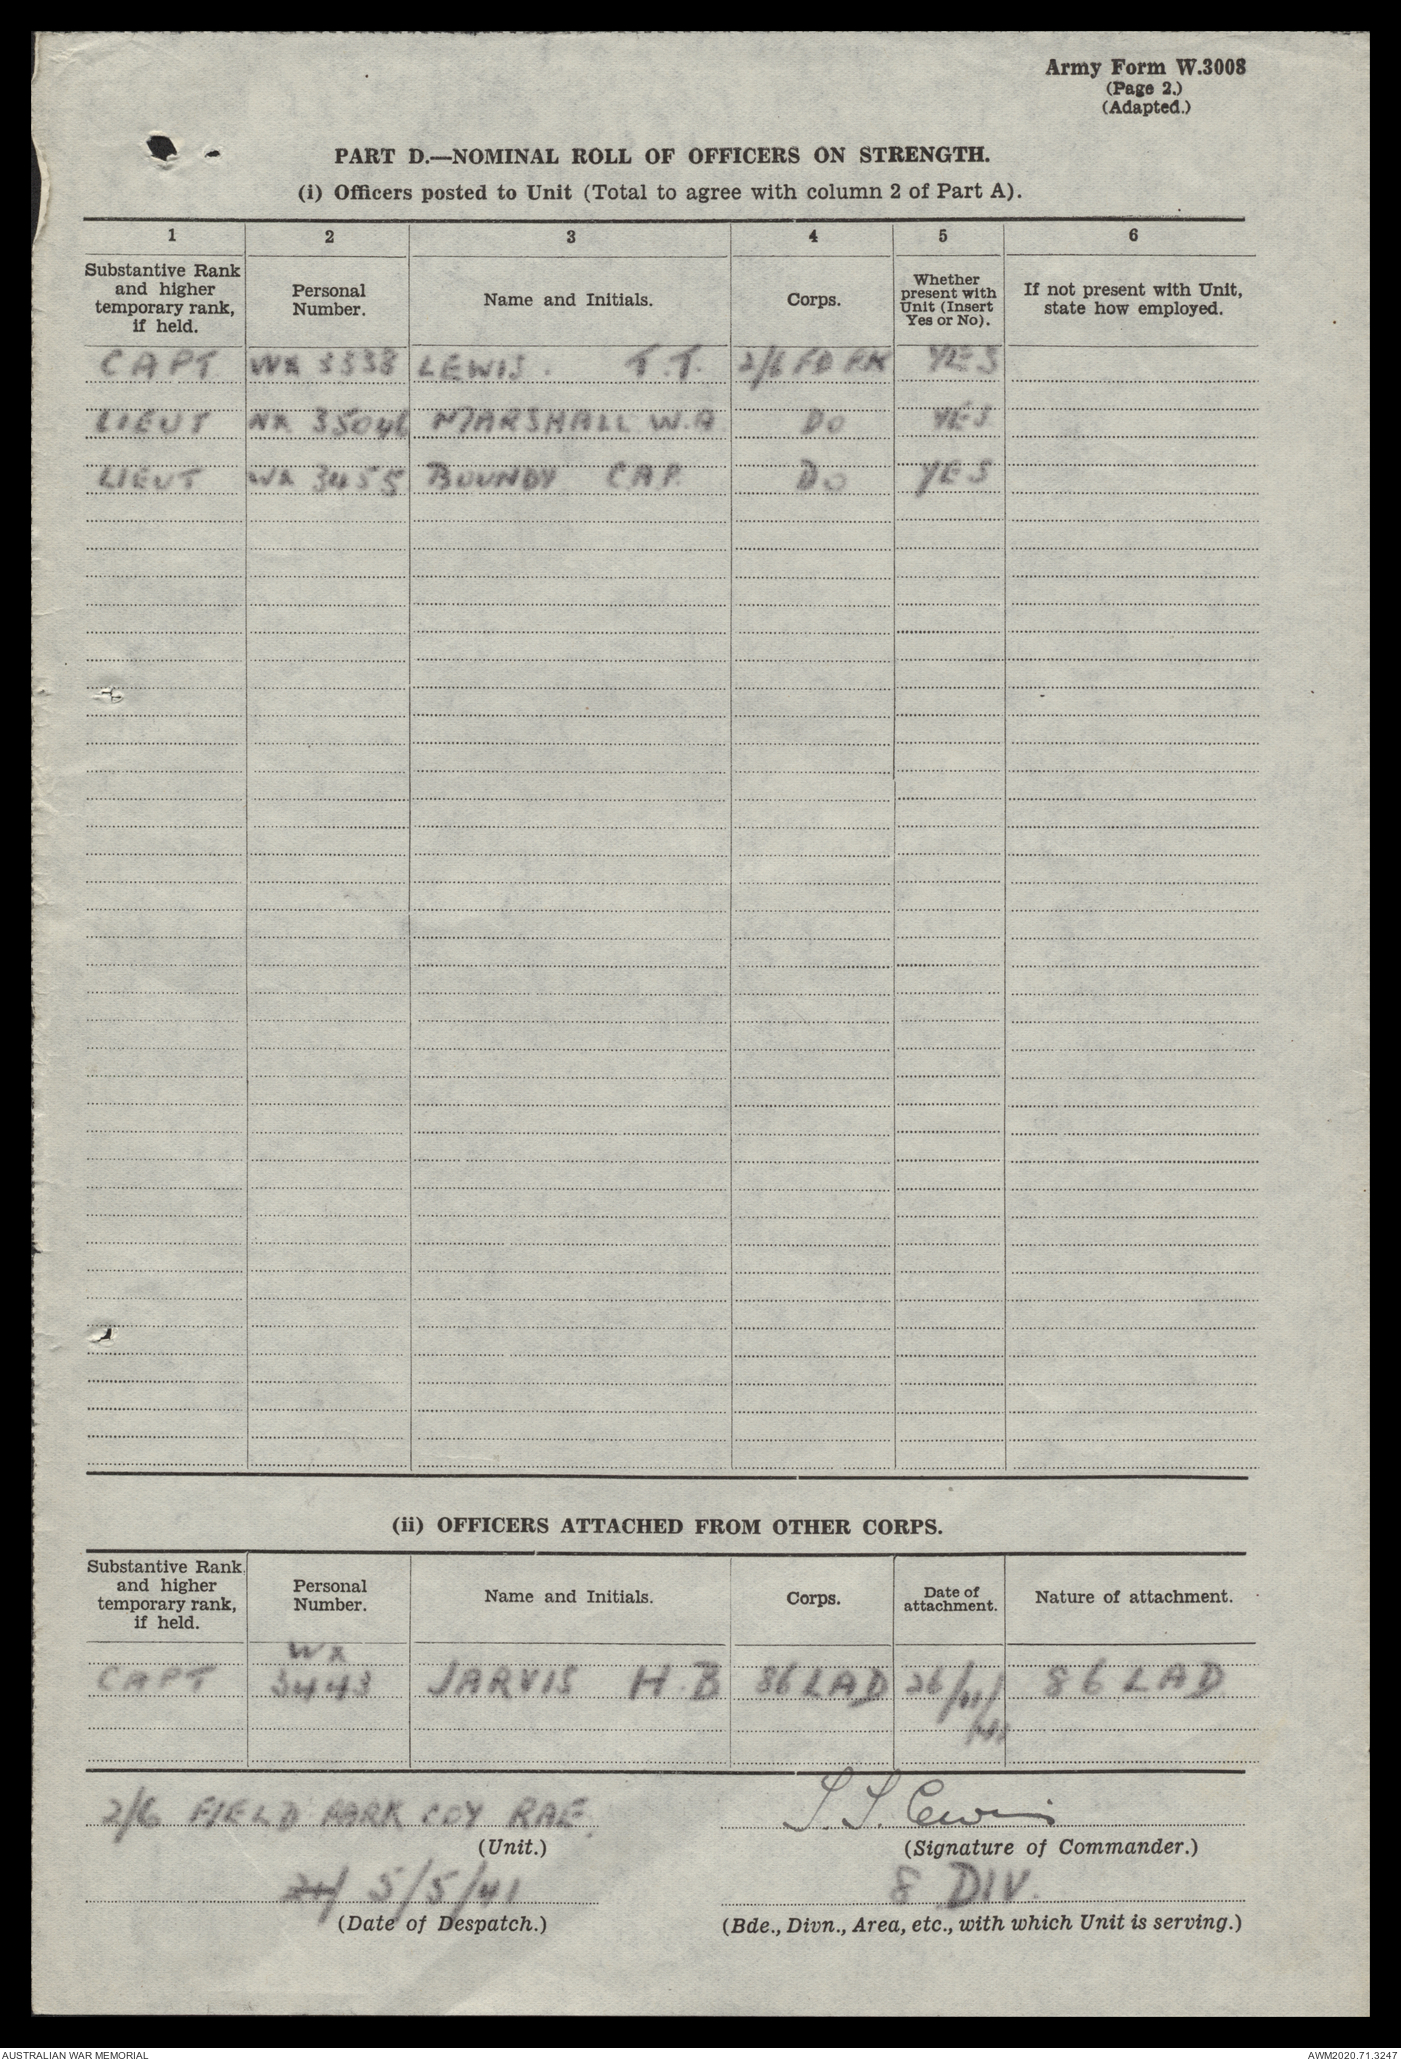 Army Form W.3008
(Page 2.)
(Adapted.)
PART D.—NOMINAL ROLL OF OFFICERS ON STRENGTH.
(i) Officers posted to Unit (Total to agree with column 2 of Part A).
1 2 3 4 5 6
Substantive Rank and higher temporary rank, if held. Personal Number. Name and Initials. Corps. Whether present with Unit (Insert Yes or No). If not present with Unit, state how employed.
CAPT WX 3338 LEWIS. T.T. 2/6 FD PK YES
LIEUT NX 35046 MARSHALL W.A DO YES
LIEUT WX 3455 BOUNDY C.A.P. DO YES
(ii) OFFICERS ATTACHED FROM OTHER CORPS.
Substantive Rank and higher temporary rank, if held. Personal Number. Name and Initials. Corps. Date of attachment. Nature of attachment.
WX
CAPT 3443 JARVIS H.B 86 LAD 26/11/ 86 LAD
/41
2/6 FIELD PARK COY RAE.
T. T. Lewis
(Unit.)
(Signature of Commander.)
5/5/41
8 DIV.
(Date of Despatch.)
(Bde., Divn., Area, etc., with which Unit is serving.)
AUSTRALIAN WAR MEMORIAL
AWM2020.71.3247